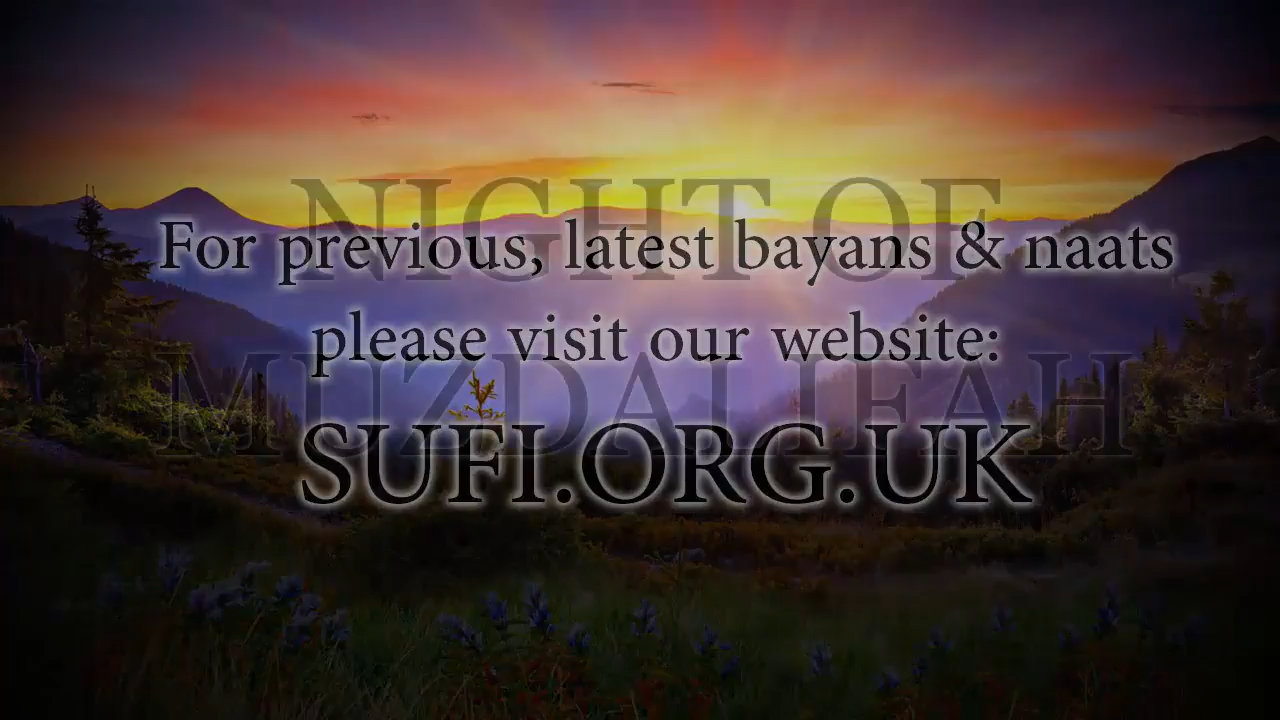 NIGHT OF
For previous, latest bayans & naats
please visit our website:
MUZDALIFAH
SUFI.ORG.UK